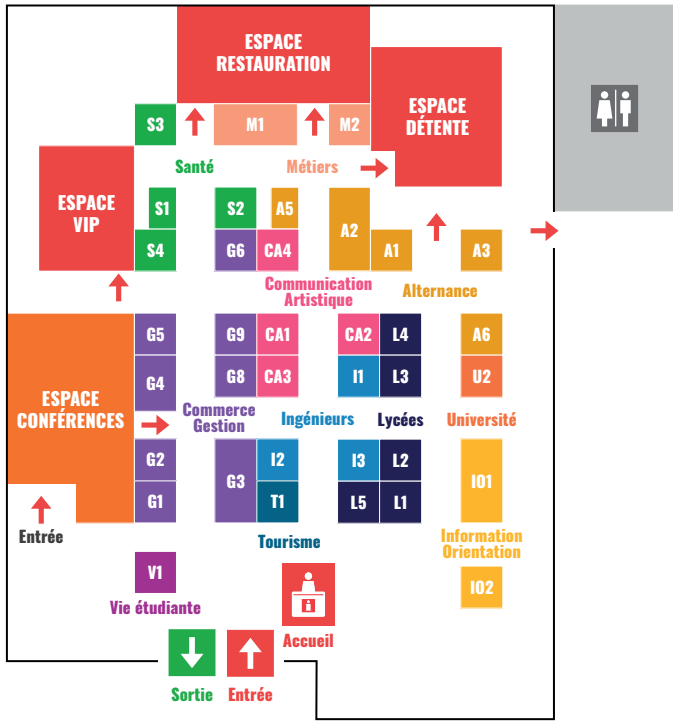 ESPACE
RESTAURATION
ESPACE
DÉTENTE
S3
M1
M2
Santé
Métiers
ESPACE
VIP
S1
S2
A5
A2
S4
G6
CA4
A1
A3
Communication
Artistique
Alternance
G5
G9
CA1
CA2
L4
A6
G4
G8
CA3
I1
L3
U2
ESPACE
CONFÉRENCES
Commerce
Gestion
Ingénieurs
Lycées
Université
G2
G3
I2
I3
L2
IO1
G1
T1
L5
L1
Entrée
Tourisme
Information
Orientation
V1
IO2
Vie étudiante
i
Accueil
Sortie
Entrée